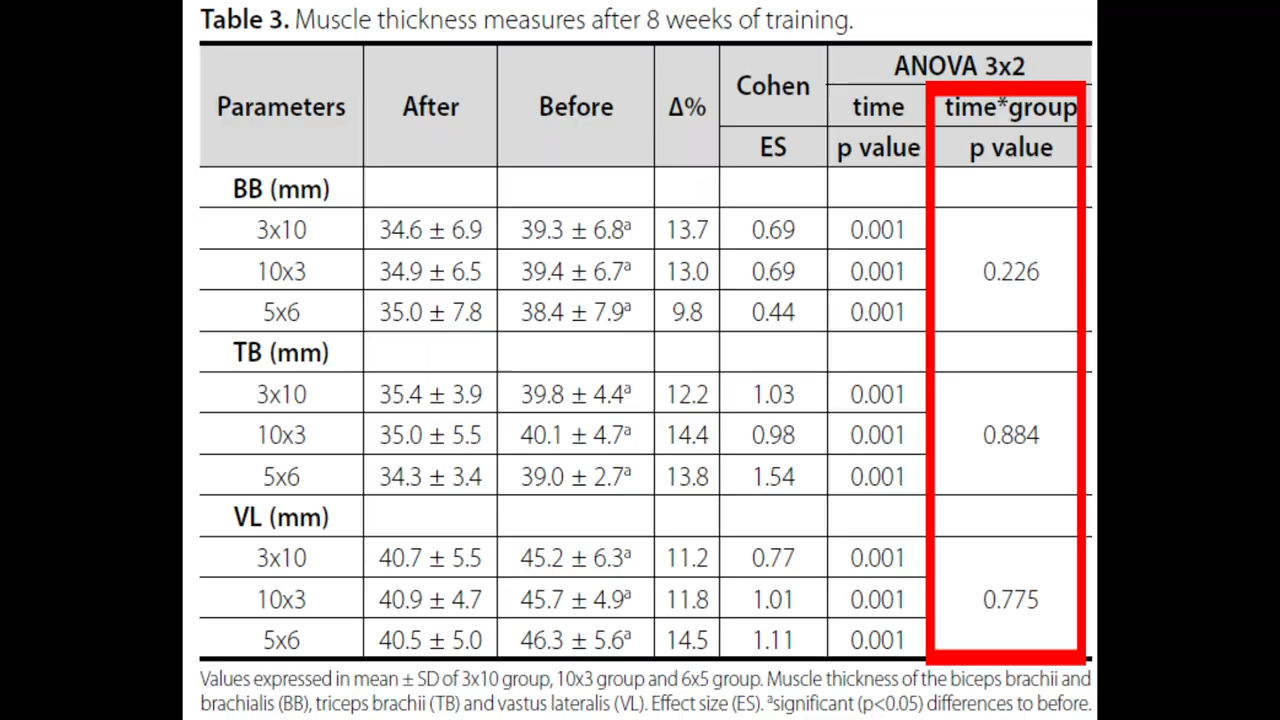 Table 3. Muscle thickness measures after 8 weeks of training.
Parameters After Before Δ% Cohen ANOVA 3x2
time time*group
ES p value p value
BB (mm)
3x10 34.6 ± 6.9 39.3 ± 6.8ᵃ 13.7 0.69 0.001
10x3 34.9 ± 6.5 39.4 ± 6.7ᵃ 13.0 0.69 0.001 0.226
5x6 35.0 ± 7.8 38.4 ± 7.9ᵃ 9.8 0.44 0.001
TB (mm)
3x10 35.4 ± 3.9 39.8 ± 4.4ᵃ 12.2 1.03 0.001
10x3 35.0 ± 5.5 40.1 ± 4.7ᵃ 14.4 0.98 0.001 0.884
5x6 34.3 ± 3.4 39.0 ± 2.7ᵃ 13.8 1.54 0.001
VL (mm)
3x10 40.7 ± 5.5 45.2 ± 6.3ᵃ 11.2 0.77 0.001
10x3 40.9 ± 4.7 45.7 ± 4.9ᵃ 11.8 1.01 0.001 0.775
5x6 40.5 ± 5.0 46.3 ± 5.6ᵃ 14.5 1.11 0.001
Values expressed in mean ± SD of 3x10 group, 10x3 group and 6x5 group. Muscle thickness of the biceps brachii and
brachialis (BB), triceps brachii (TB) and vastus lateralis (VL). Effect size (ES). ᵃsignificant (p<0.05) differences to before.